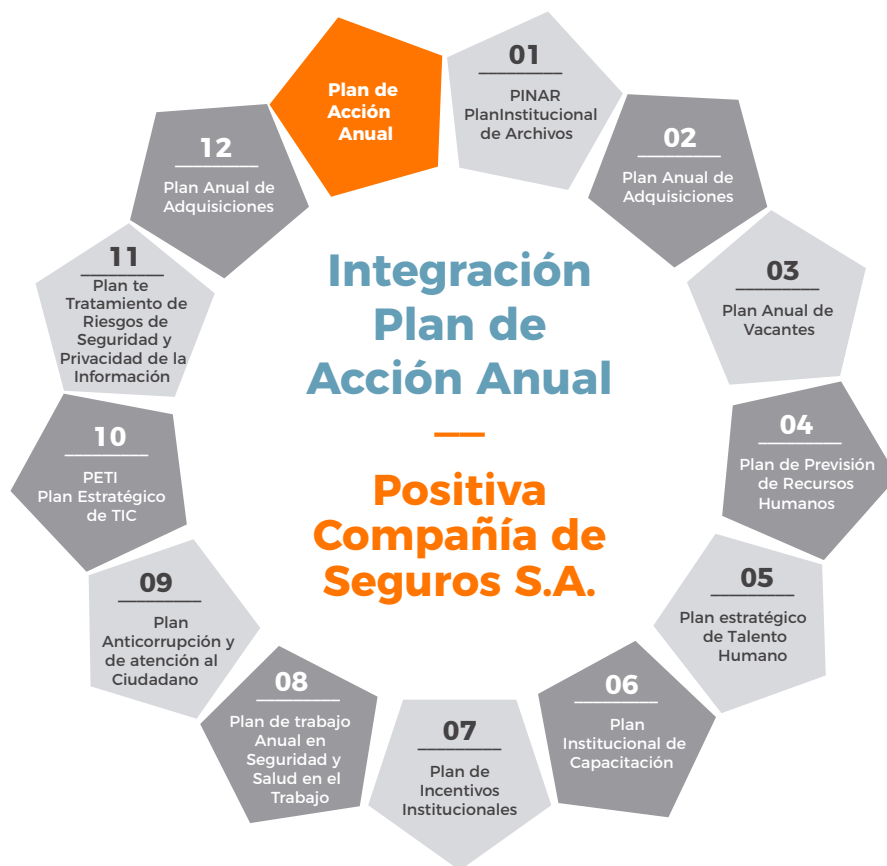 Plan de
Acción
Anual
01
PINAR
PlanInstitucional
de Archivos
02
Plan Anual de
Adquisiciones
03
Plan Anual de
Vacantes
04
Plan de Previsión
de Recursos
Humanos
05
Plan estratégico
de Talento
Humano
06
Plan
Institucional de
Capacitación
07
Plan de
Incentivos
Institucionales
08
Plan de trabajo
Anual en
Seguridad y
Salud en el
Trabajo
09
Plan
Anticorrupción y
de atención al
Ciudadano
10
PETI
Plan Estratégico
de TIC
11
Plan te
Tratamiento de
Riesgos de
Seguridad y
Privacidad de la
Información
12
Plan Anual de
Adquisiciones
Integración
Plan de
Acción Anual
Positiva
Compañía de
Seguros S.A.